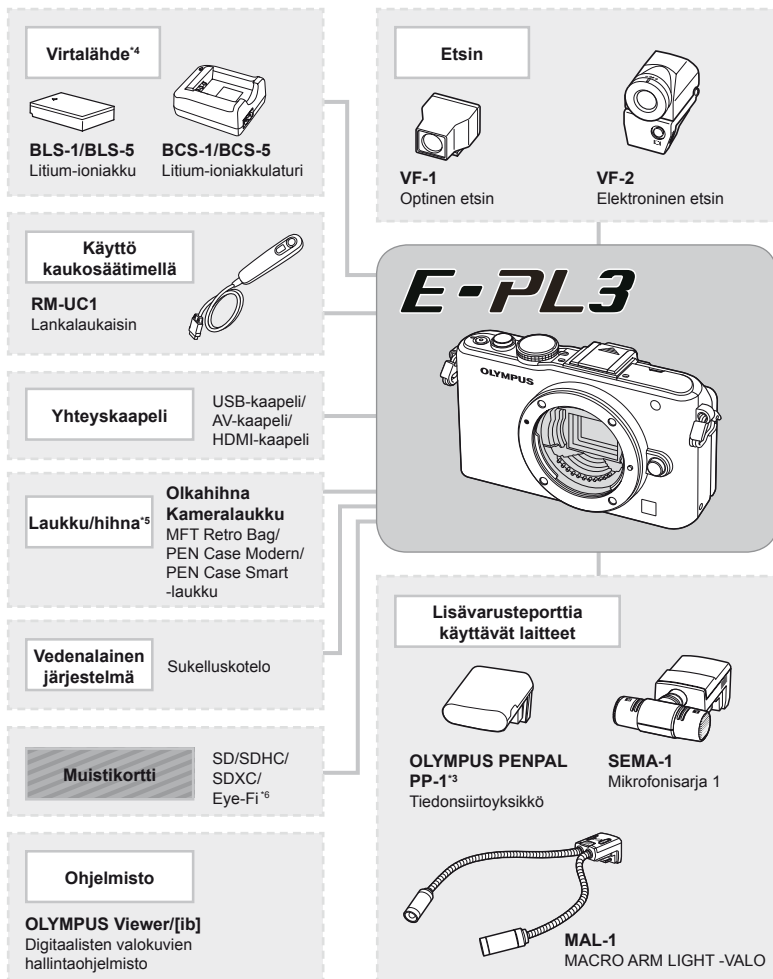 Virtalähde*4
BLS-1/BLS-5
Litium-ioniakku
BCS-1/BCS-5
Litium-ioniakkulaturi
Käyttö
kaukosäätimellä
RM-UC1
Lankalaukaisin
Yhteyskaapeli
USB-kaapeli/
AV-kaapeli/
HDMI-kaapeli
Laukku/hihna*5
Olkahihna
Kameralaukku
MFT Retro Bag/
PEN Case Modern/
PEN Case Smart
-laukku
Vedenalainen
järjestelmä
Sukelluskotelo
Muistikortti
SD/SDHC/
SDXC/
Eye-Fi*6
Ohjelmisto
OLYMPUS Viewer/[ib]
Digitaalisten valokuvien
hallintaohjelmisto
Etsin
VF-1
Optinen etsin
VF-2
Elektroninen etsin
E-PL3
OLYMPUS
Lisävarusteporttia
käyttävät laitteet
OLYMPUS PENPAL
PP-1*3
Tiedonsiirtoyksikkö
SEMA-1
Mikrofonisarja 1
MAL-1
MACRO ARM LIGHT -VALO